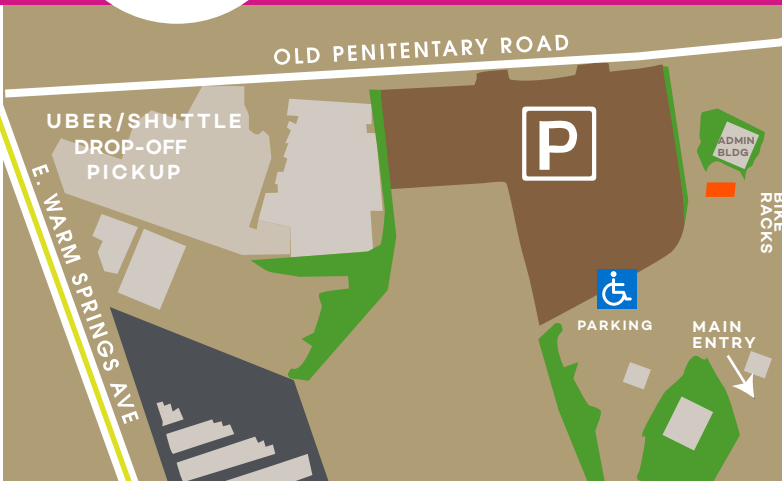 OLD PENITENTARY ROAD
UBER/SHUTTLE
DROP-OFF
PICKUP
E. WARM SPRINGS AVE
P
ADMIN
BLDG
BIKE
RACKS
PARKING
MAIN
ENTRY